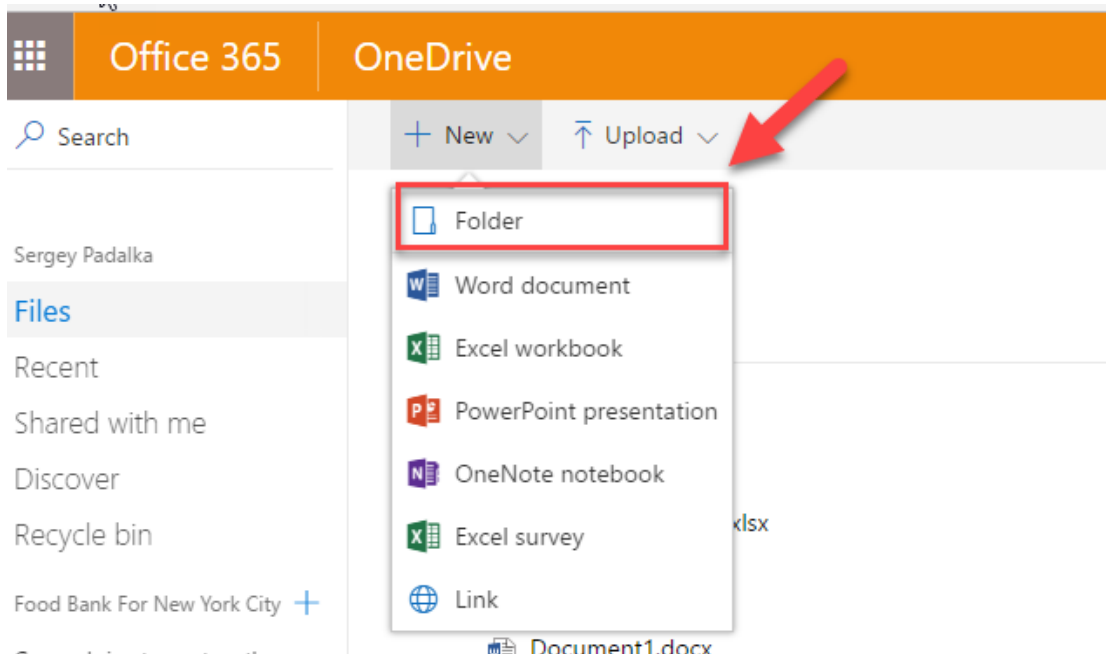 Office 365
OneDrive
Search
New
Upload
Folder
Sergey Padalka
Word document
Files
Excel workbook
Recent
PowerPoint presentation
Shared with me
OneNote notebook
Discover
xlsx
Recycle bin
Excel survey
Food Bank For New York City
Link
Document1.docx